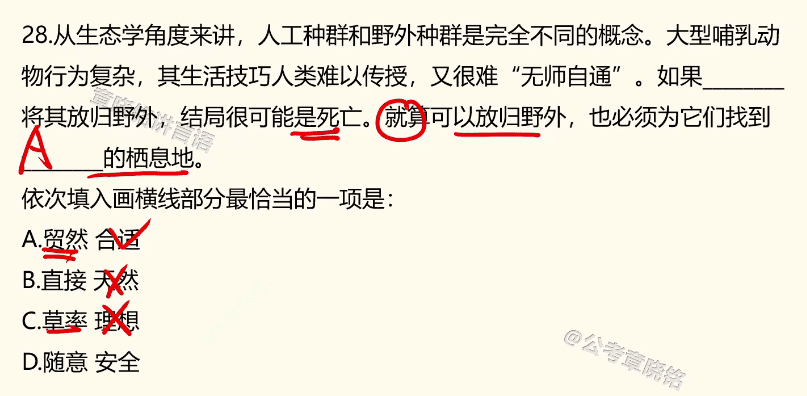 28.从生态学角度来讲，人工种群和野外种群是完全不同的概念。大型哺乳动
物行为复杂，其生活技巧人类难以传授，又很难“无师自通”。如果________
将其放归野外，结局很可能是死亡。就算可以放归野外，也必须为它们找到
________的栖息地。
A
依次填入画横线部分最恰当的一项是：
A.贸然 合适
B.直接 天然
C.草率 理想
D.随意 安全
@公考章晓铭